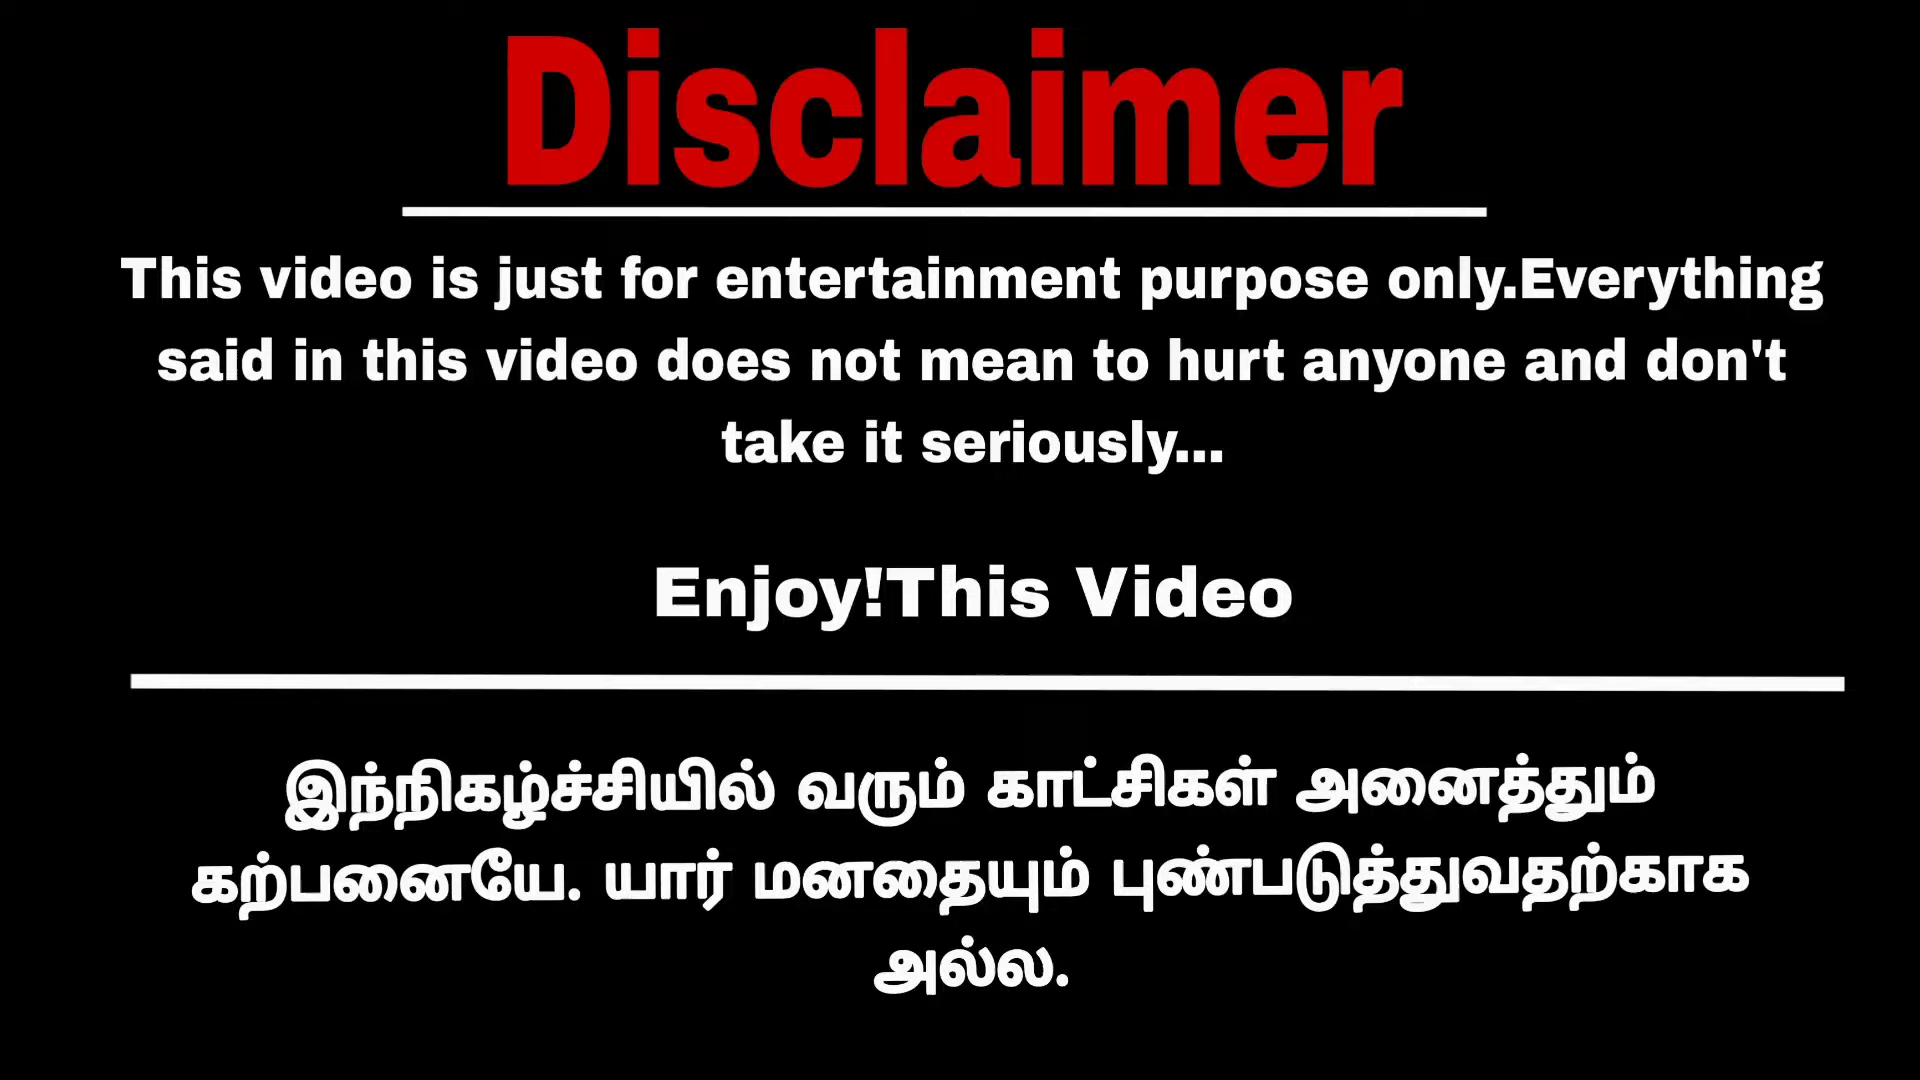 Disclaimer
This video is just for entertainment purpose only.Everything
said in this video does not mean to hurt anyone and don't
take it seriously...
Enjoy!This Video
இந்நிகழ்ச்சியில் வரும் காட்சிகள் அனைத்தும்
கற்பனையே. யார் மனதையும் புண்படுத்துவதற்காக
அல்ல.